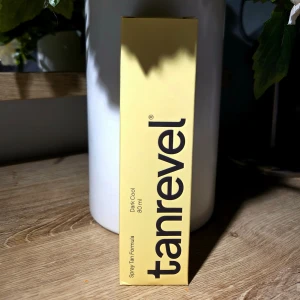 tanrevel®
Dark Cool
80 ml
Spray Tan Formula